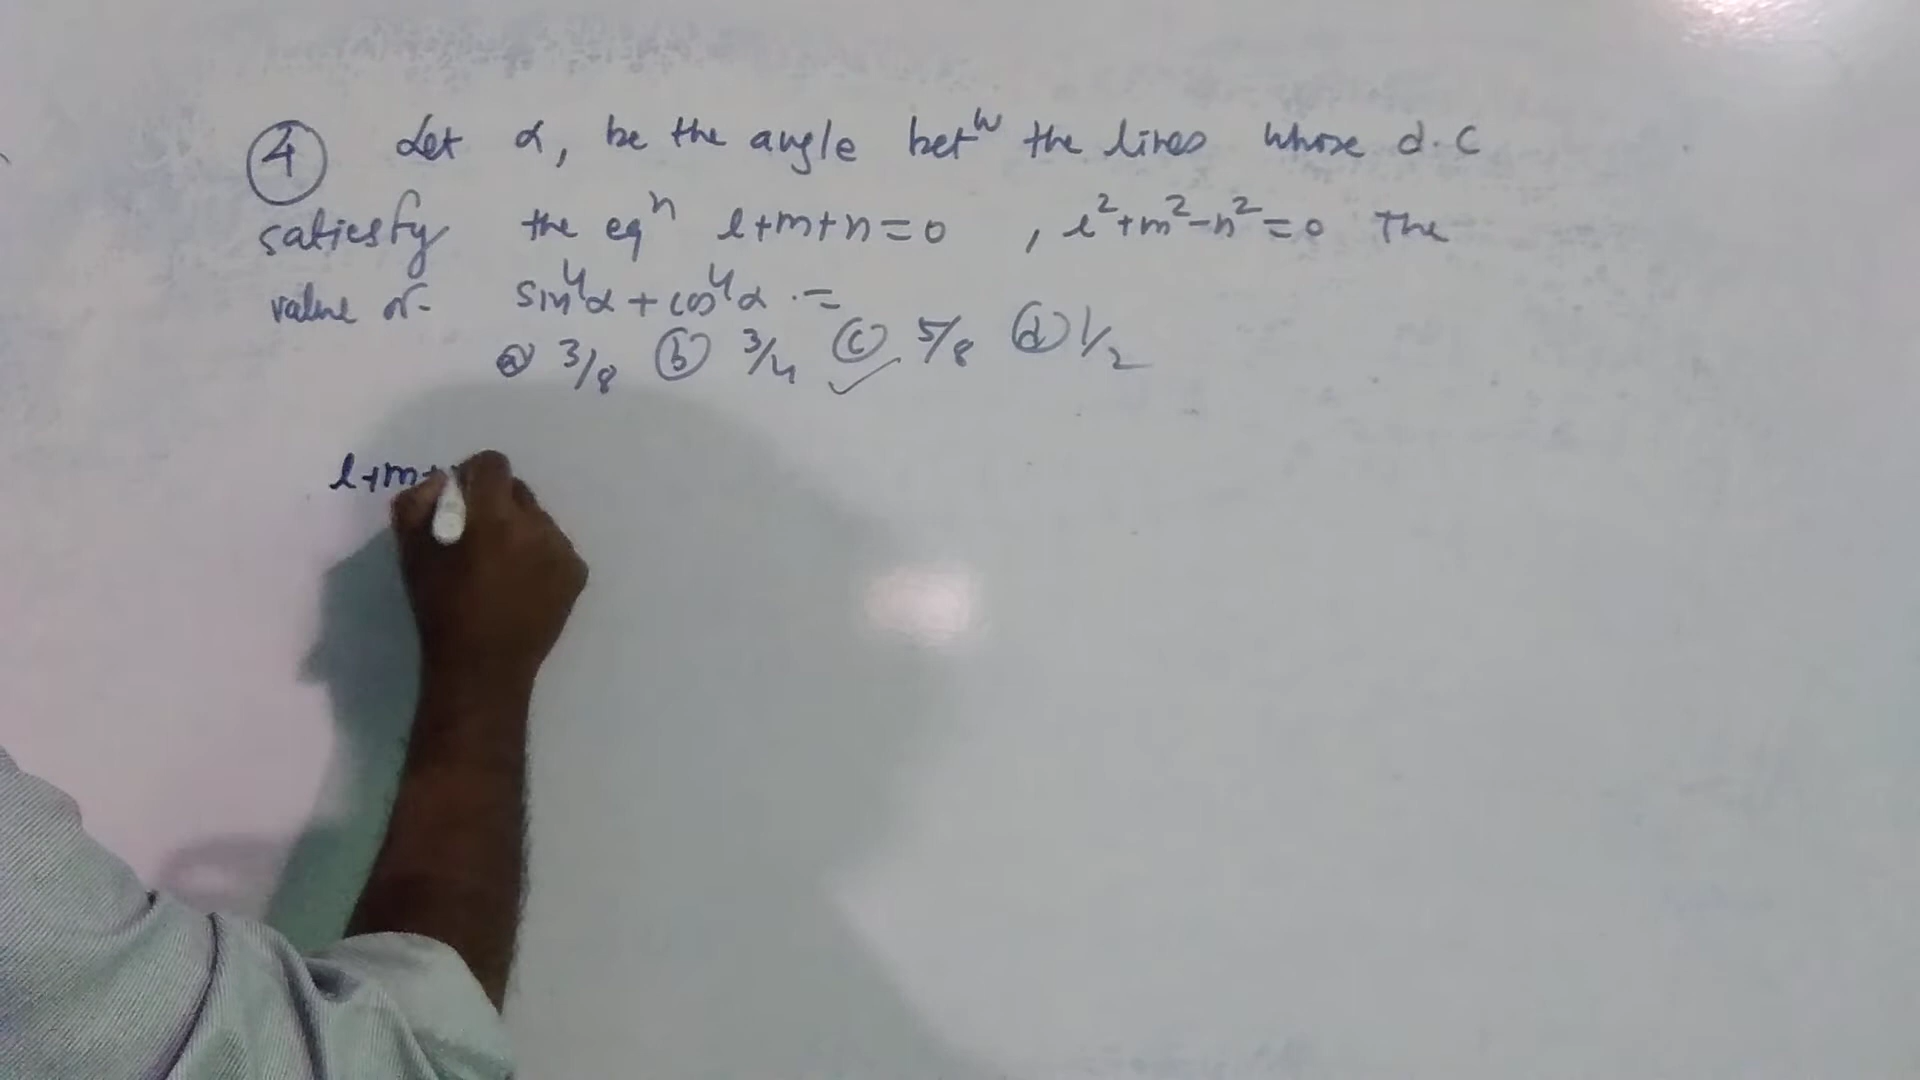 ④ Let α, be the angle betʷ the lines whose d.c
satiesfy the eqⁿ l+m+n=0 , l²+m²-n²=0 The
value of sin⁴α + cos⁴α =
ⓐ 3/8 ⓑ 3/4 ⓒ 5/8 ⓓ 1/2
l+m+